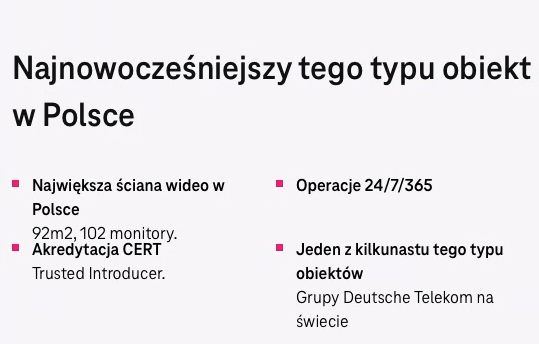 Najnowocześniejszy tego typu obiekt
w Polsce
Największa ściana wideo w
Polsce
92m2, 102 monitory.
Akredytacja CERT
Trusted Introducer.
Operacje 24/7/365
Jeden z kilkunastu tego typu
obiektów
Grupy Deutsche Telekom na
świecie